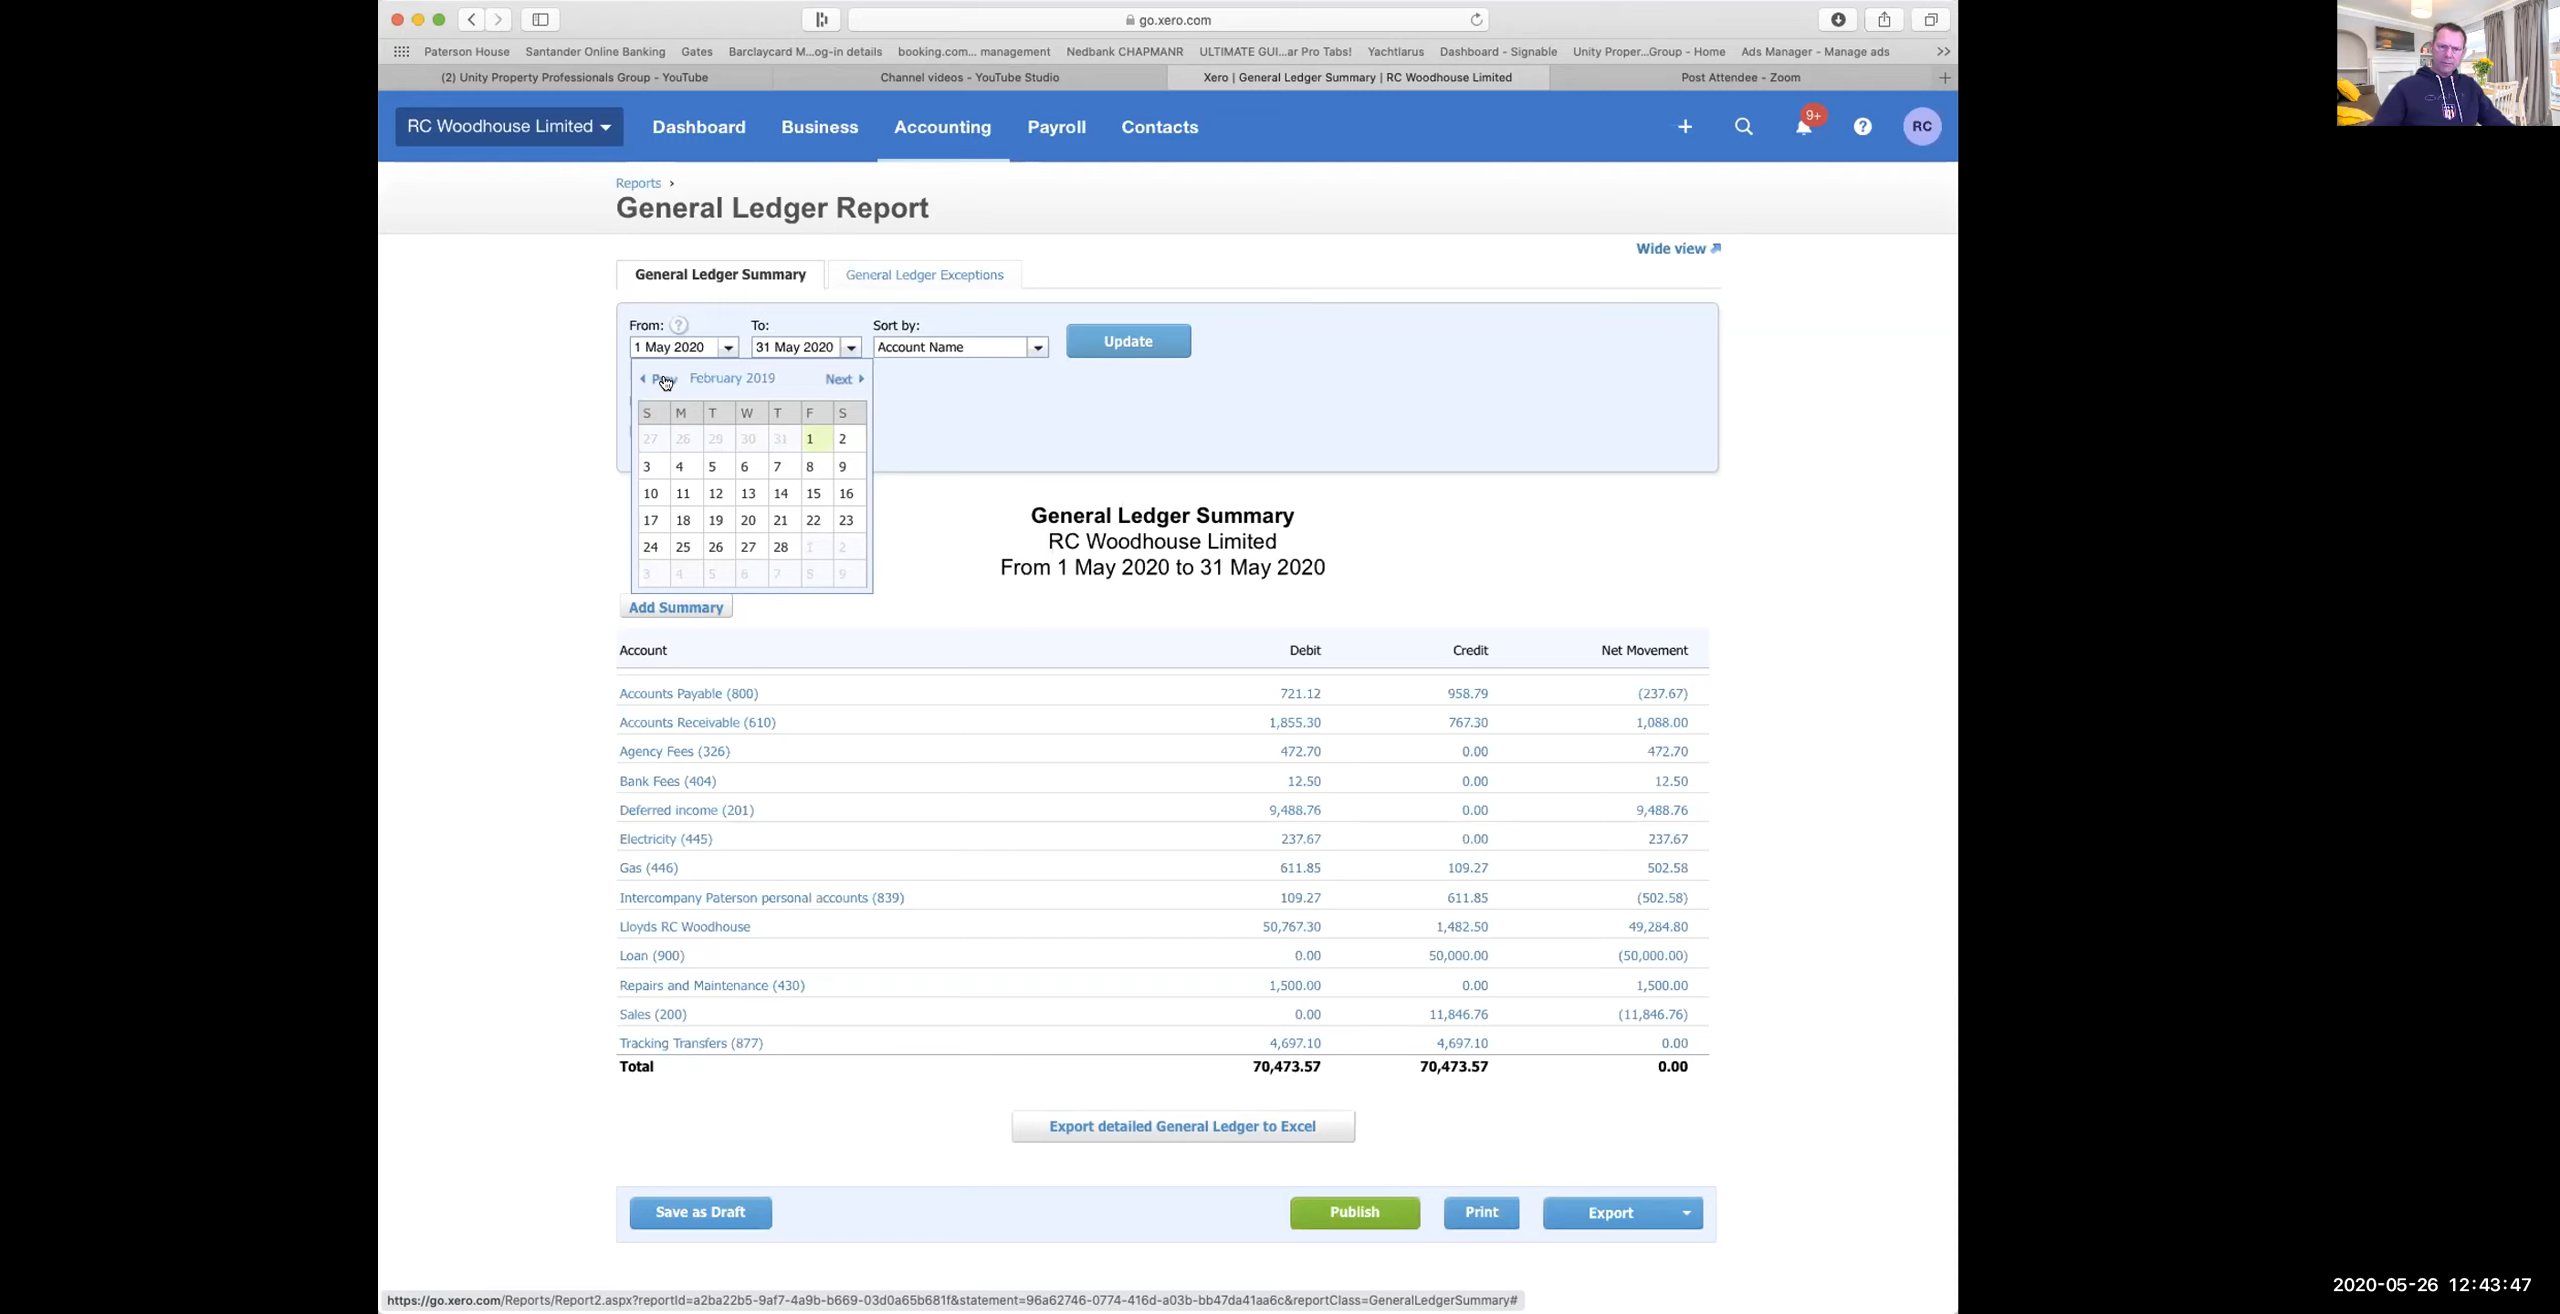 go.xero.com
Paterson House Santander Online Banking Gates Barclaycard M...og-in details booking.com... management Nedbank CHAPMANR ULTIMATE GUI...ar Pro Tabs! Yachtlarus Dashboard - Signable Unity Proper...Group - Home Ads Manager - Manage ads >>
(2) Unity Property Professionals Group - YouTube Channel videos - YouTube Studio Xero | General Ledger Summary | RC Woodhouse Limited Post Attendee - Zoom +
RC Woodhouse Limited Dashboard Business Accounting Payroll Contacts + 9+ ? RC
Reports ›
General Ledger Report
Wide view
General Ledger Summary General Ledger Exceptions
From: ? To: Sort by:
1 May 2020 31 May 2020 Account Name Update
February 2019 Next
S M T W T F S
27 28 29 30 31 1 2
3 4 5 6 7 8 9
10 11 12 13 14 15 16
17 18 19 20 21 22 23
24 25 26 27 28 1 2
3 4 5 6 7 8 9
General Ledger Summary
RC Woodhouse Limited
From 1 May 2020 to 31 May 2020
Add Summary
Account Debit Credit Net Movement
Accounts Payable (800) 721.12 958.79 (237.67)
Accounts Receivable (610) 1,855.30 767.30 1,088.00
Agency Fees (326) 472.70 0.00 472.70
Bank Fees (404) 12.50 0.00 12.50
Deferred income (201) 9,488.76 0.00 9,488.76
Electricity (445) 237.67 0.00 237.67
Gas (446) 611.85 109.27 502.58
Intercompany Paterson personal accounts (839) 109.27 611.85 (502.58)
Lloyds RC Woodhouse 50,767.30 1,482.50 49,284.80
Loan (900) 0.00 50,000.00 (50,000.00)
Repairs and Maintenance (430) 1,500.00 0.00 1,500.00
Sales (200) 0.00 11,846.76 (11,846.76)
Tracking Transfers (877) 4,697.10 4,697.10 0.00
Total 70,473.57 70,473.57 0.00
Export detailed General Ledger to Excel
Save as Draft Publish Print Export
https://go.xero.com/Reports/Report2.aspx?reportId=a2ba22b5-9af7-4a9b-b669-03d0a65b681f&statement=96a62746-0774-416d-a03b-bb47da41aa6c&reportClass=GeneralLedgerSummary#
2020-05-26 12:43:47